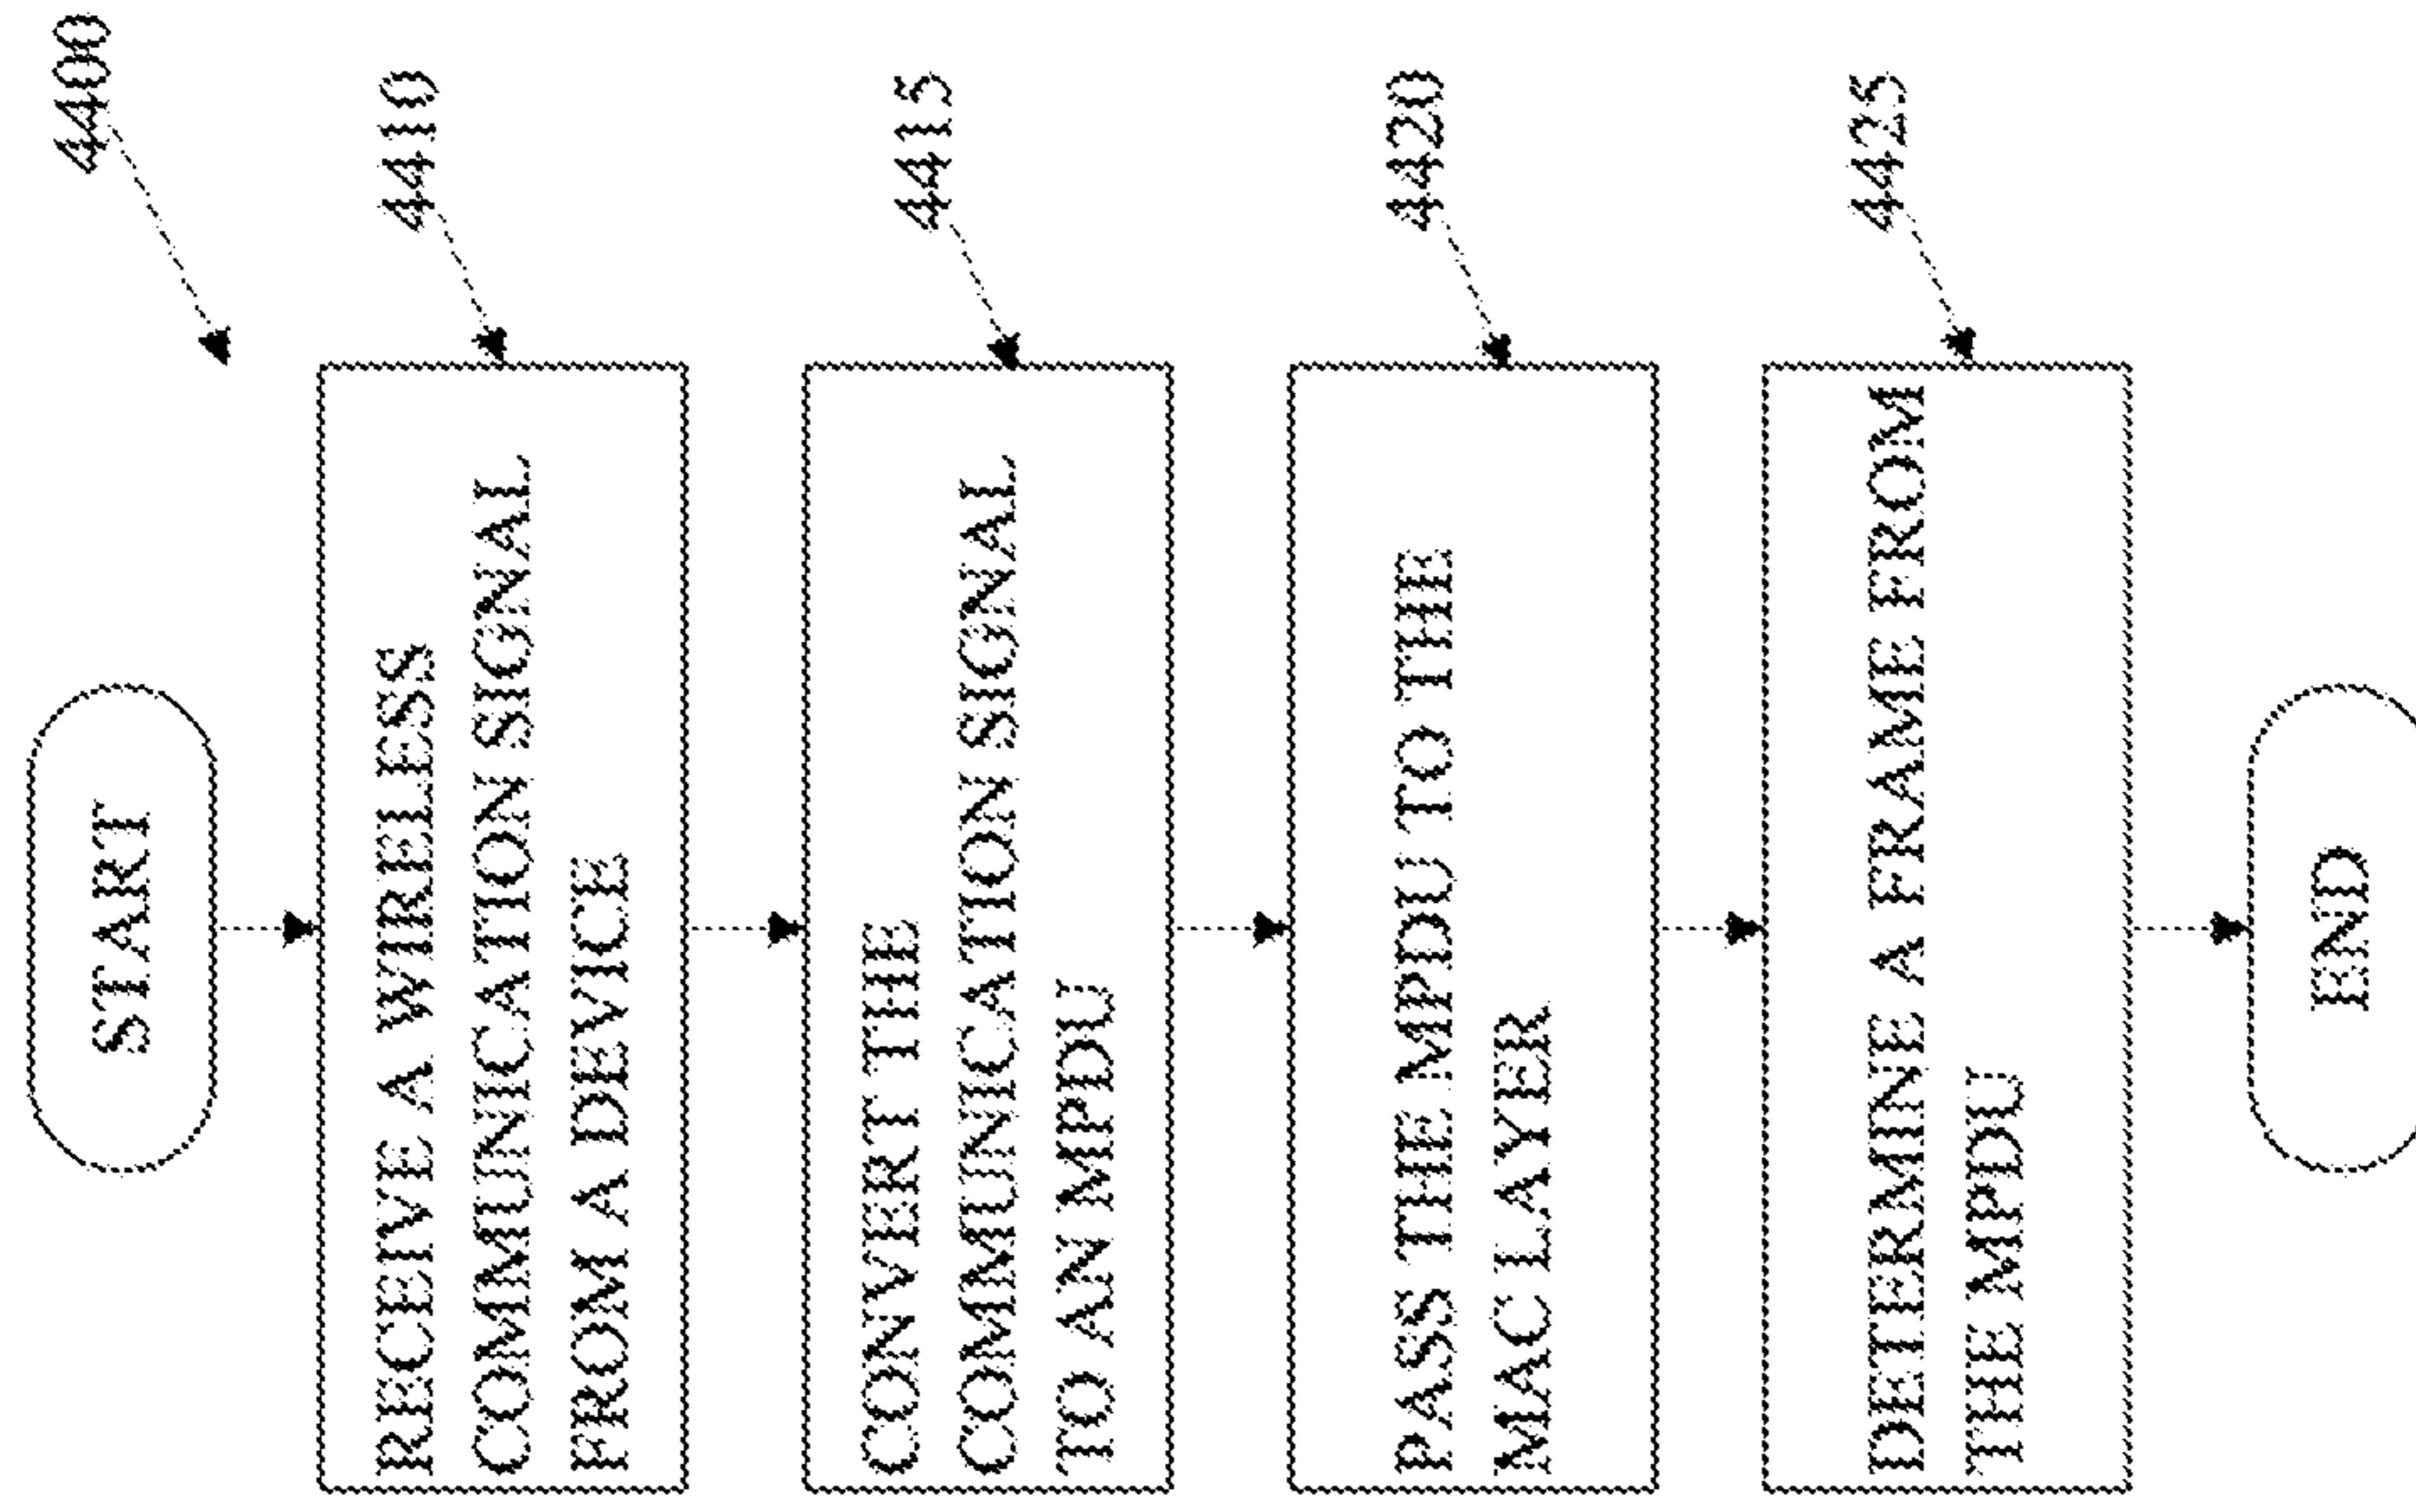 4400
START
4410
RECEIVE A WIRELESS
COMMUNICATION SIGNAL
FROM A DEVICE
4415
CONVERT THE
COMMUNICATION SIGNAL
TO AN MPDU
4420
PASS THE MPDU TO THE
MAC LAYER
4425
DETERMINE A FRAME FROM
THE MPDU
END